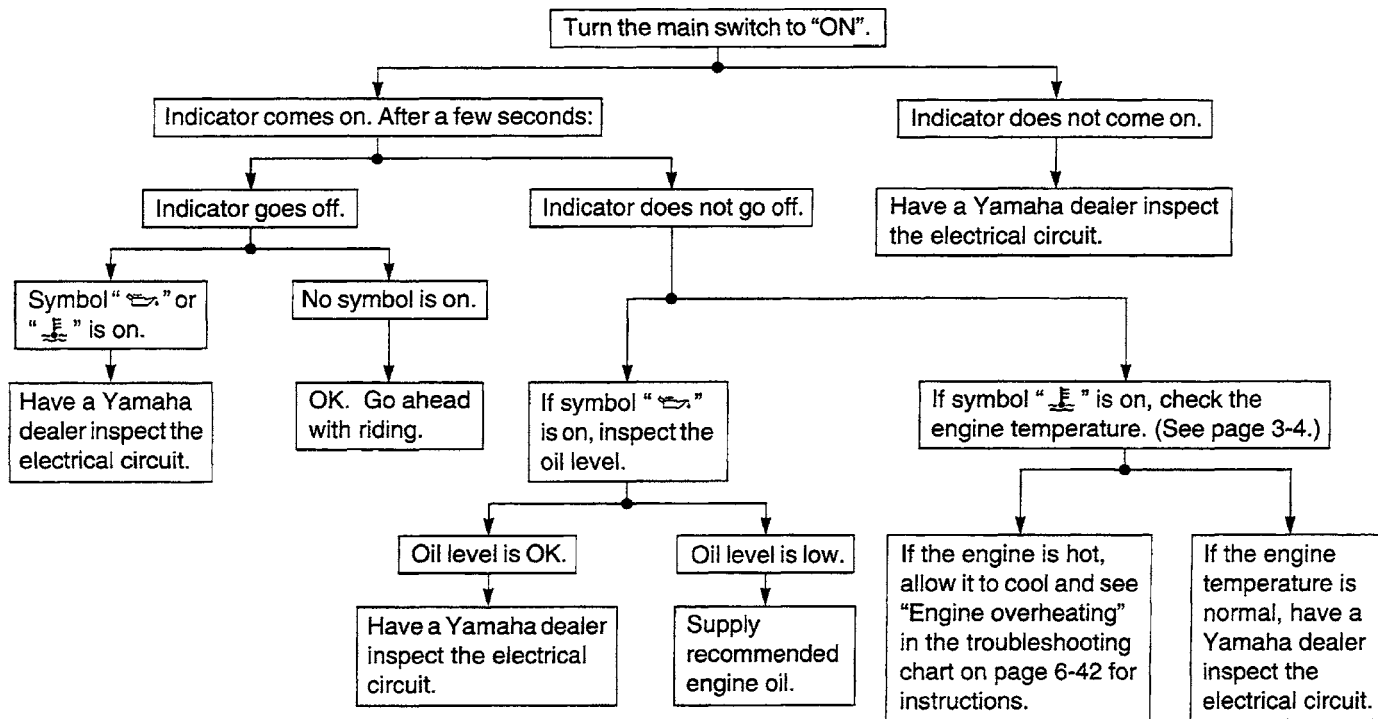 Turn the main switch to “ON”.
Indicator comes on. After a few seconds:
Indicator does not come on.
Indicator goes off.
Indicator does not go off.
Have a Yamaha dealer inspect
the electrical circuit.
Symbol “ ” or
“ ” is on.
No symbol is on.
Have a Yamaha
dealer inspect the
electrical circuit.
OK. Go ahead
with riding.
If symbol “ ”
is on, inspect the
oil level.
If symbol “ ” is on, check the
engine temperature. (See page 3-4.)
Oil level is OK.
Oil level is low.
Have a Yamaha dealer
inspect the electrical
circuit.
Supply
recommended
engine oil.
If the engine is hot,
allow it to cool and see
“Engine overheating”
in the troubleshooting
chart on page 6-42 for
instructions.
If the engine
temperature is
normal, have a
Yamaha dealer
inspect the
electrical circuit.